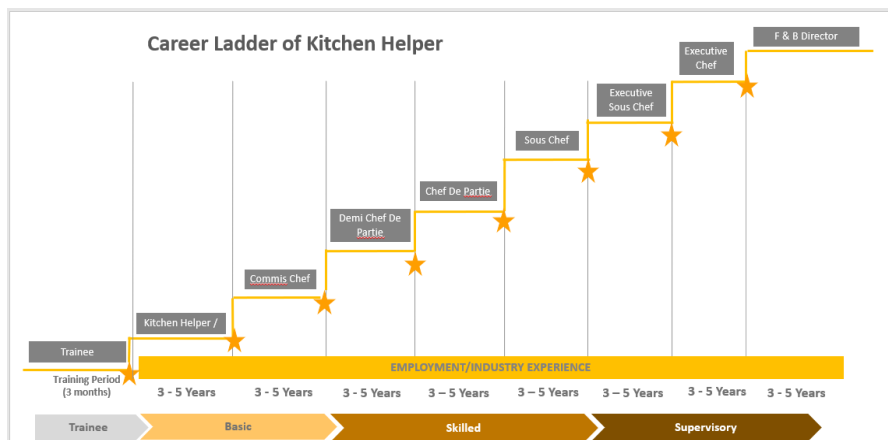 Career Ladder of Kitchen Helper
F & B Director
Executive
Chef
Executive
Sous Chef
Sous Chef
Chef De Partie
Demi Chef De
Partie
Commis Chef
Kitchen Helper /
Trainee
EMPLOYMENT/INDUSTRY EXPERIENCE
Training Period
(3 months)
3 - 5 Years
3 - 5 Years
3 - 5 Years
3 – 5 Years
3 – 5 Years
3 – 5 Years
3 - 5 Years
3 - 5 Years
Trainee
Basic
Skilled
Supervisory